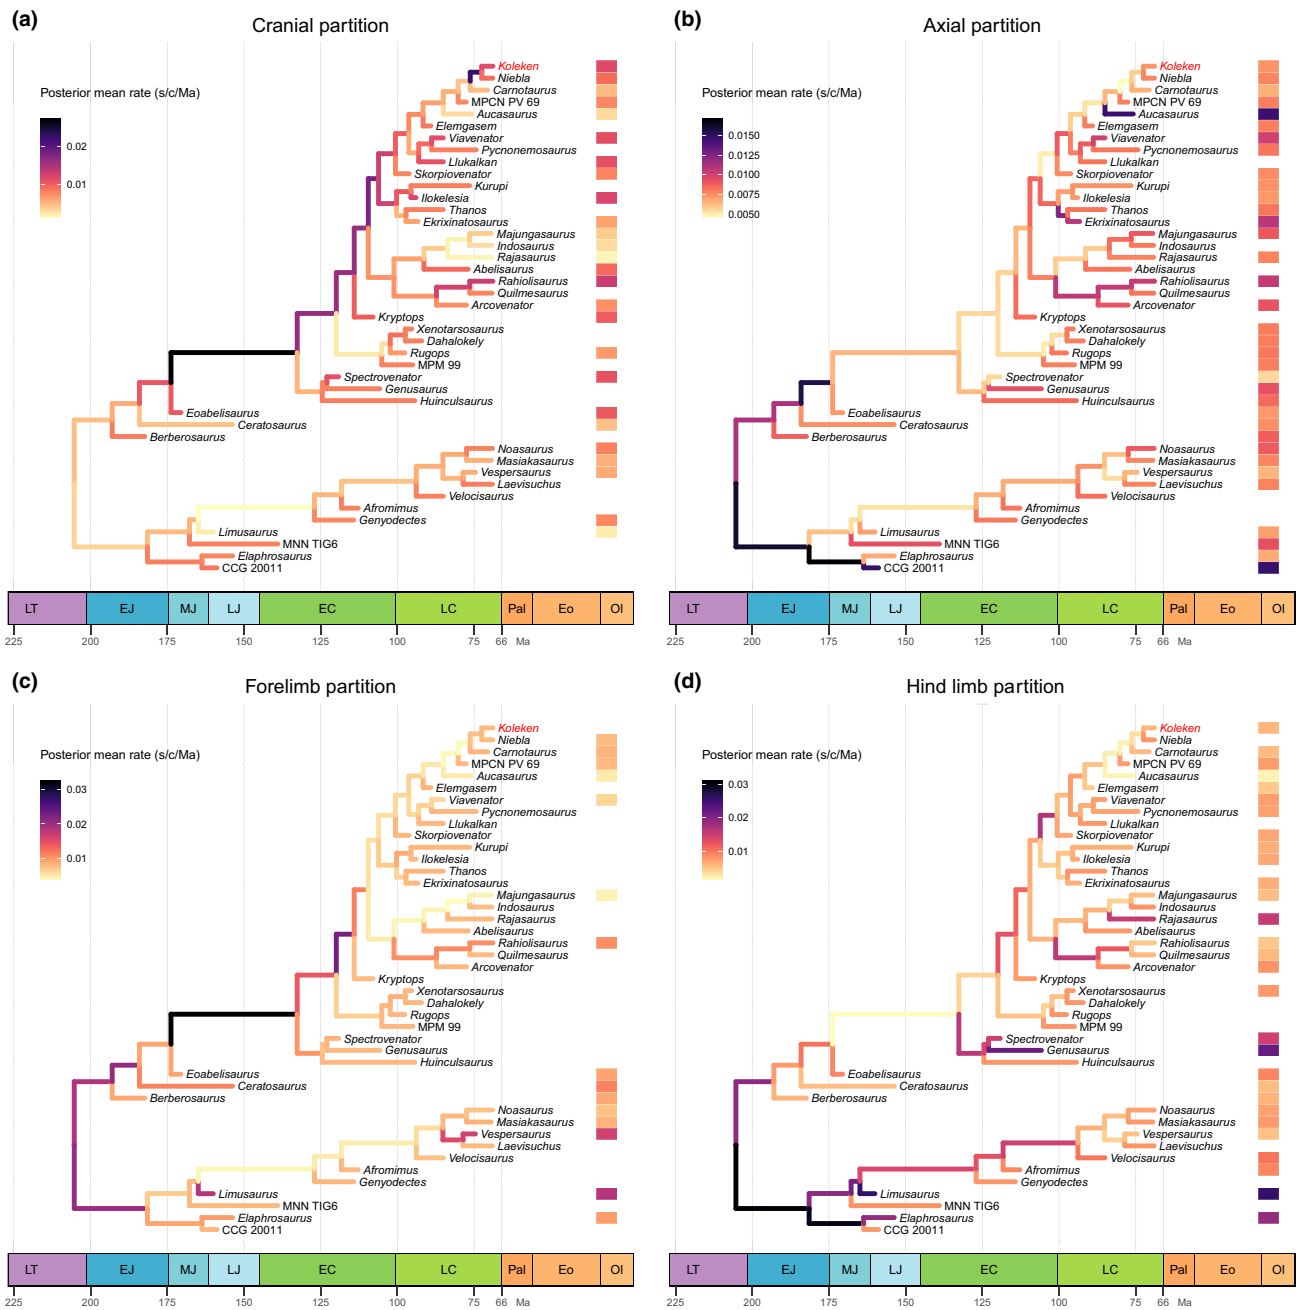 (a)
Cranial partition
Posterior mean rate (s/c/Ma)
0.02
0.01
Koleken
Niebla
Carnotaurus
MPCN PV 69
Aucasaurus
Elemgasem
Viavenator
Pycnonemosaurus
Llukalkan
Skorpiovenator
Kurupi
Ilokelesia
Thanos
Ekrixinatosaurus
Majungasaurus
Indosaurus
Rajasaurus
Abelisaurus
Rahiolisaurus
Quilmesaurus
Arcovenator
Kryptops
Xenotarsosaurus
Dahalokely
Rugops
MPM 99
Spectrovenator
Genusaurus
Huinculsaurus
Eoabelisaurus
Ceratosaurus
Berberosaurus
Noasaurus
Masiakasaurus
Vespersaurus
Laevisuchus
Velocisaurus
Afromimus
Genyodectes
Limusaurus
MNN TIG6
Elaphrosaurus
CCG 20011
LT EJ MJ LJ EC LC Pal Eo Ol
225 200 175 150 125 100 75 66 Ma
(b)
Axial partition
Posterior mean rate (s/c/Ma)
0.0150
0.0125
0.0100
0.0075
0.0050
Koleken
Niebla
Carnotaurus
MPCN PV 69
Aucasaurus
Elemgasem
Viavenator
Pycnonemosaurus
Llukalkan
Skorpiovenator
Kurupi
Ilokelesia
Thanos
Ekrixinatosaurus
Majungasaurus
Indosaurus
Rajasaurus
Abelisaurus
Rahiolisaurus
Quilmesaurus
Arcovenator
Kryptops
Xenotarsosaurus
Dahalokely
Rugops
MPM 99
Spectrovenator
Genusaurus
Huinculsaurus
Eoabelisaurus
Ceratosaurus
Berberosaurus
Noasaurus
Masiakasaurus
Vespersaurus
Laevisuchus
Velocisaurus
Afromimus
Genyodectes
Limusaurus
MNN TIG6
Elaphrosaurus
CCG 20011
LT EJ MJ LJ EC LC Pal Eo Ol
225 200 175 150 125 100 75 66 Ma
(c)
Forelimb partition
Posterior mean rate (s/c/Ma)
0.03
0.02
0.01
Koleken
Niebla
Carnotaurus
MPCN PV 69
Aucasaurus
Elemgasem
Viavenator
Pycnonemosaurus
Llukalkan
Skorpiovenator
Kurupi
Ilokelesia
Thanos
Ekrixinatosaurus
Majungasaurus
Indosaurus
Rajasaurus
Abelisaurus
Rahiolisaurus
Quilmesaurus
Arcovenator
Kryptops
Xenotarsosaurus
Dahalokely
Rugops
MPM 99
Spectrovenator
Genusaurus
Huinculsaurus
Eoabelisaurus
Ceratosaurus
Berberosaurus
Noasaurus
Masiakasaurus
Vespersaurus
Laevisuchus
Velocisaurus
Afromimus
Genyodectes
Limusaurus
MNN TIG6
Elaphrosaurus
CCG 20011
LT EJ MJ LJ EC LC Pal Eo Ol
225 200 175 150 125 100 75 66 Ma
(d)
Hind limb partition
Posterior mean rate (s/c/Ma)
0.03
0.02
0.01
Koleken
Niebla
Carnotaurus
MPCN PV 69
Aucasaurus
Elemgasem
Viavenator
Pycnonemosaurus
Llukalkan
Skorpiovenator
Kurupi
Ilokelesia
Thanos
Ekrixinatosaurus
Majungasaurus
Indosaurus
Rajasaurus
Abelisaurus
Rahiolisaurus
Quilmesaurus
Arcovenator
Kryptops
Xenotarsosaurus
Dahalokely
Rugops
MPM 99
Spectrovenator
Genusaurus
Huinculsaurus
Eoabelisaurus
Ceratosaurus
Berberosaurus
Noasaurus
Masiakasaurus
Vespersaurus
Laevisuchus
Velocisaurus
Afromimus
Genyodectes
Limusaurus
MNN TIG6
Elaphrosaurus
CCG 20011
LT EJ MJ LJ EC LC Pal Eo Ol
225 200 175 150 125 100 75 66 Ma